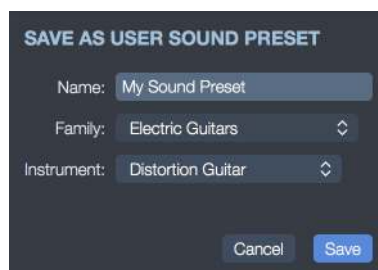 SAVE AS USER SOUND PRESET
Name: My Sound Preset
Family: Electric Guitars
Instrument: Distortion Guitar
Cancel Save